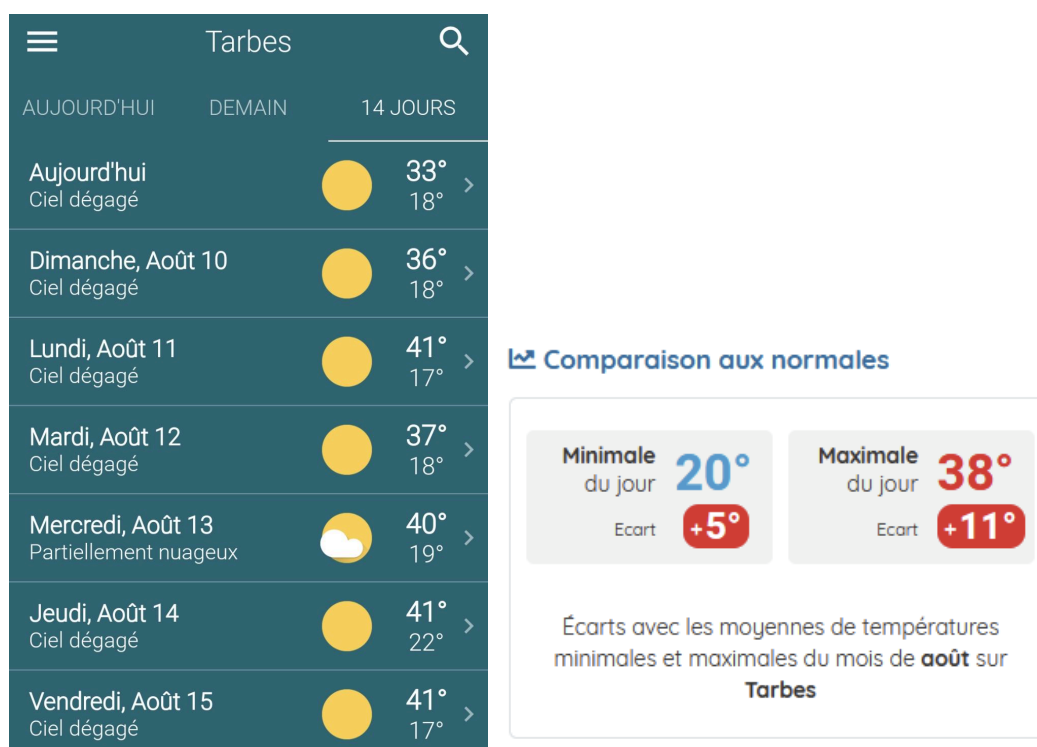 Tarbes
AUJOURD'HUI DEMAIN 14 JOURS
Aujourd'hui 33°
Ciel dégagé 18°
Dimanche, Août 10 36°
Ciel dégagé 18°
Lundi, Août 11 41°
Ciel dégagé 17°
Mardi, Août 12 37°
Ciel dégagé 18°
Mercredi, Août 13 40°
Partiellement nuageux 19°
Jeudi, Août 14 41°
Ciel dégagé 22°
Vendredi, Août 15 41°
Ciel dégagé 17°
Comparaison aux normales
Minimale
du jour 20°
Ecart +5°
Maximale
du jour 38°
Ecart +11°
Écarts avec les moyennes de températures
minimales et maximales du mois de août sur
Tarbes